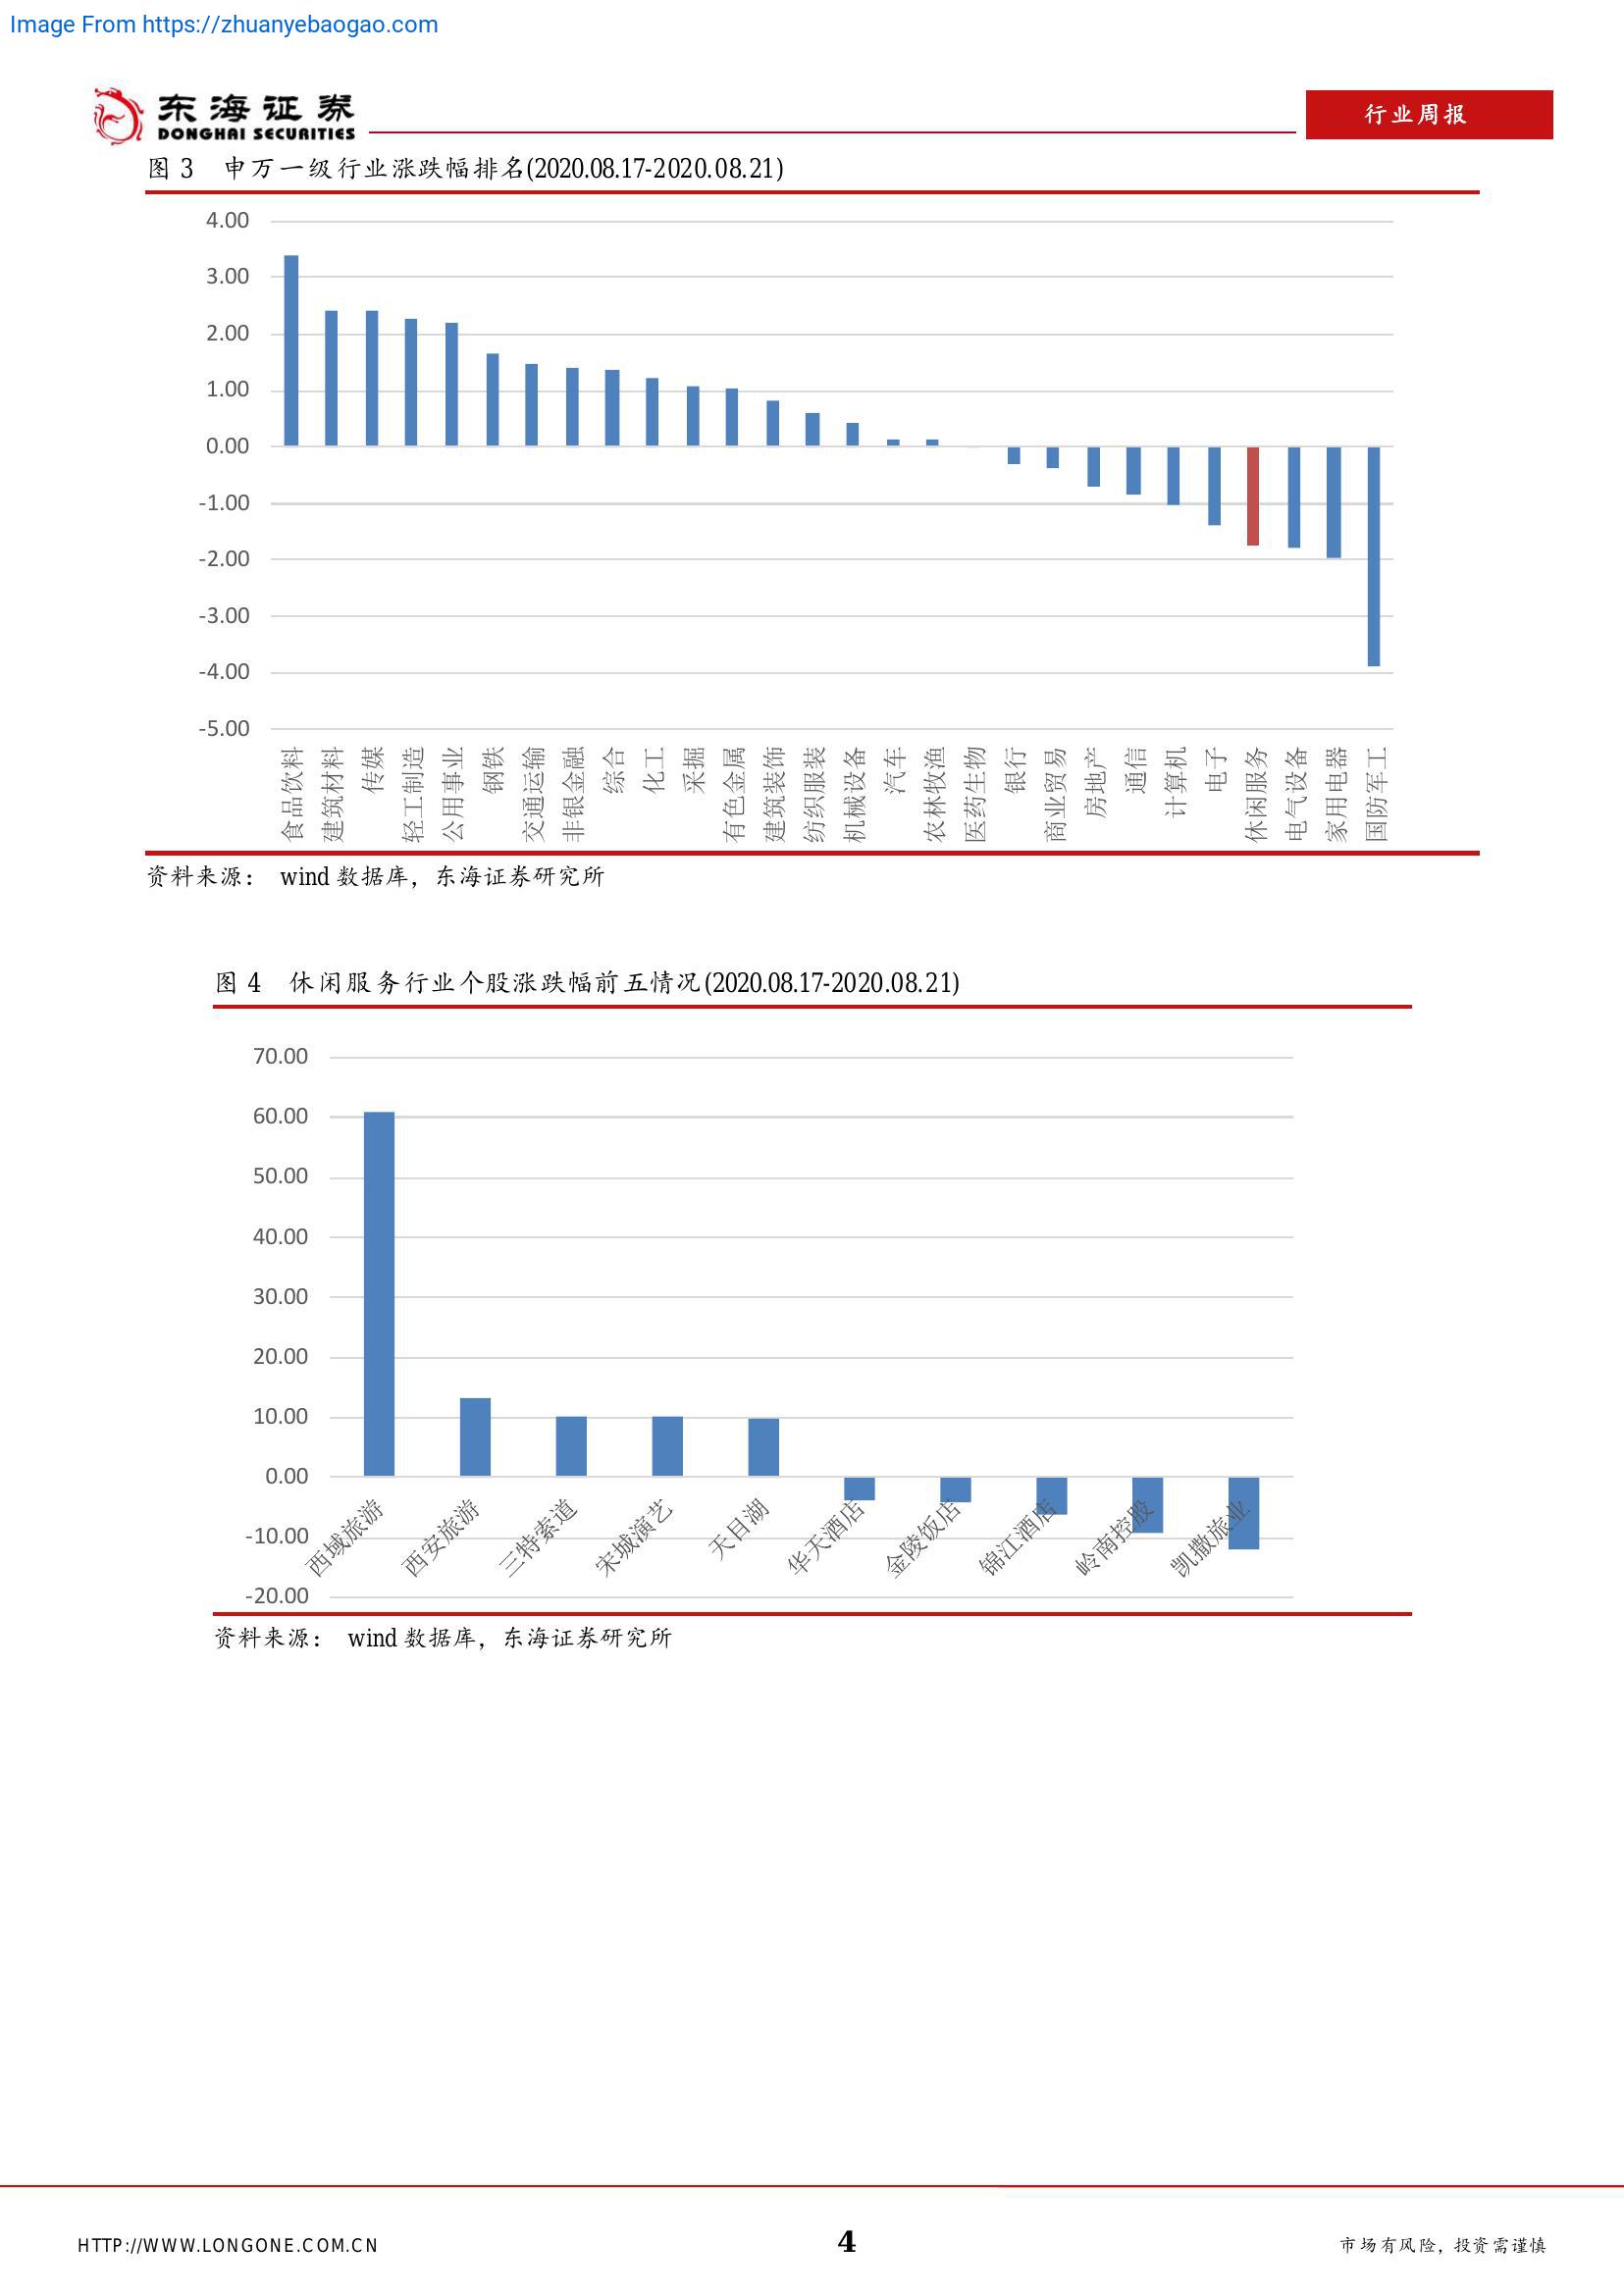 Image From https://zhuanyebaogao.com
东海证券
DONGHAI SECURITIES
行业周报
图 3 申万一级行业涨跌幅排名(2020.08.17-2020.08.21)
4.00
3.00
2.00
1.00
0.00
-1.00
-2.00
-3.00
-4.00
-5.00
食品饮料
建筑材料
传媒
轻工制造
公用事业
钢铁
交通运输
非银金融
综合
化工
采掘
有色金属
建筑装饰
纺织服装
机械设备
汽车
农林牧渔
医药生物
银行
商业贸易
房地产
通信
计算机
电子
休闲服务
电气设备
家用电器
国防军工
资料来源： wind 数据库，东海证券研究所
图 4 休闲服务行业个股涨跌幅前五情况(2020.08.17-2020.08.21)
70.00
60.00
50.00
40.00
30.00
20.00
10.00
0.00
-10.00
-20.00
西域旅游
西安旅游
三特索道
宋城演艺
天目湖
华天酒店
金陵饭店
锦江酒店
岭南控股
凯撒旅业
资料来源： wind 数据库，东海证券研究所
HTTP://WWW.LONGONE.COM.CN
4
市场有风险，投资需谨慎